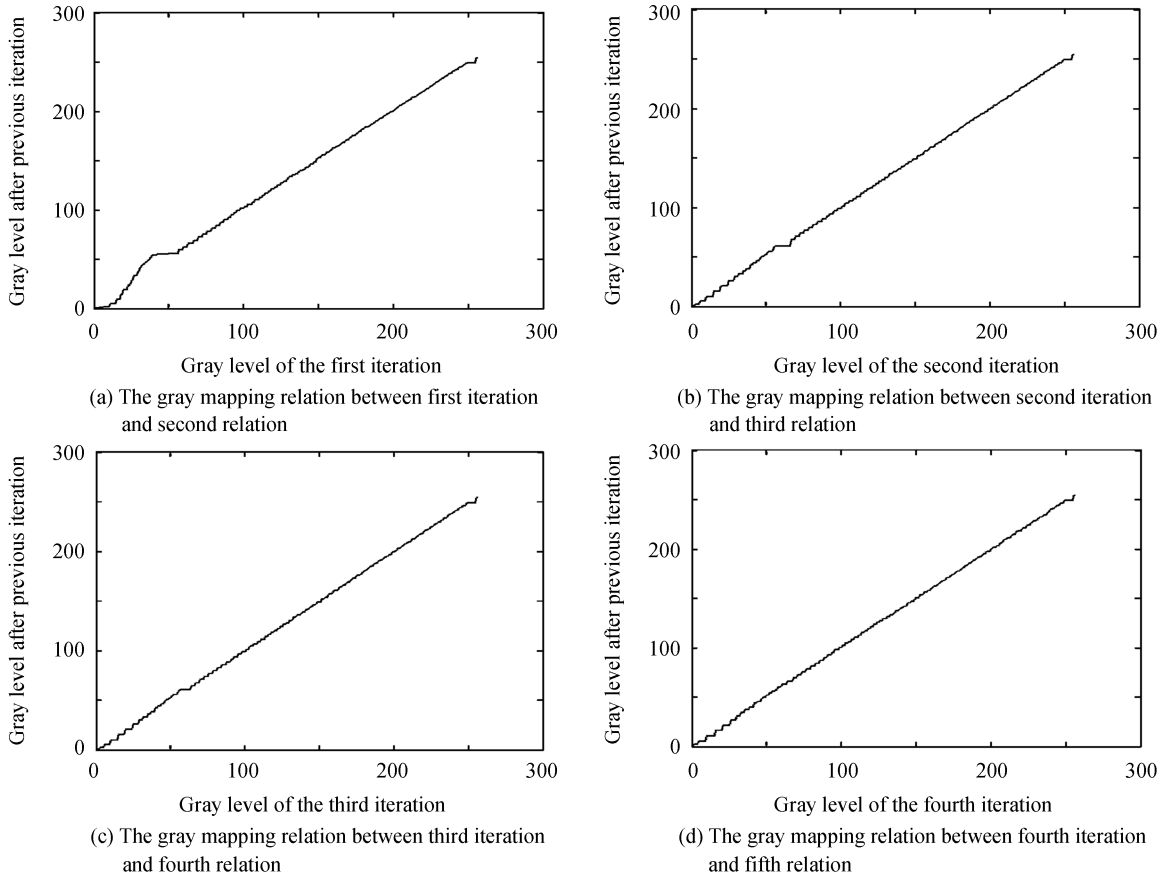 300
200
100
0
Gray level after previous iteration
0 100 200 300
Gray level of the first iteration
(a) The gray mapping relation between first iteration
and second relation
300
200
100
0
Gray level after previous iteration
0 100 200 300
Gray level of the second iteration
(b) The gray mapping relation between second iteration
and third relation
300
200
100
0
Gray level after previous iteration
0 100 200 300
Gray level of the third iteration
(c) The gray mapping relation between third iteration
and fourth relation
300
200
100
0
Gray level after previous iteration
0 100 200 300
Gray level of the fourth iteration
(d) The gray mapping relation between fourth iteration
and fifth relation